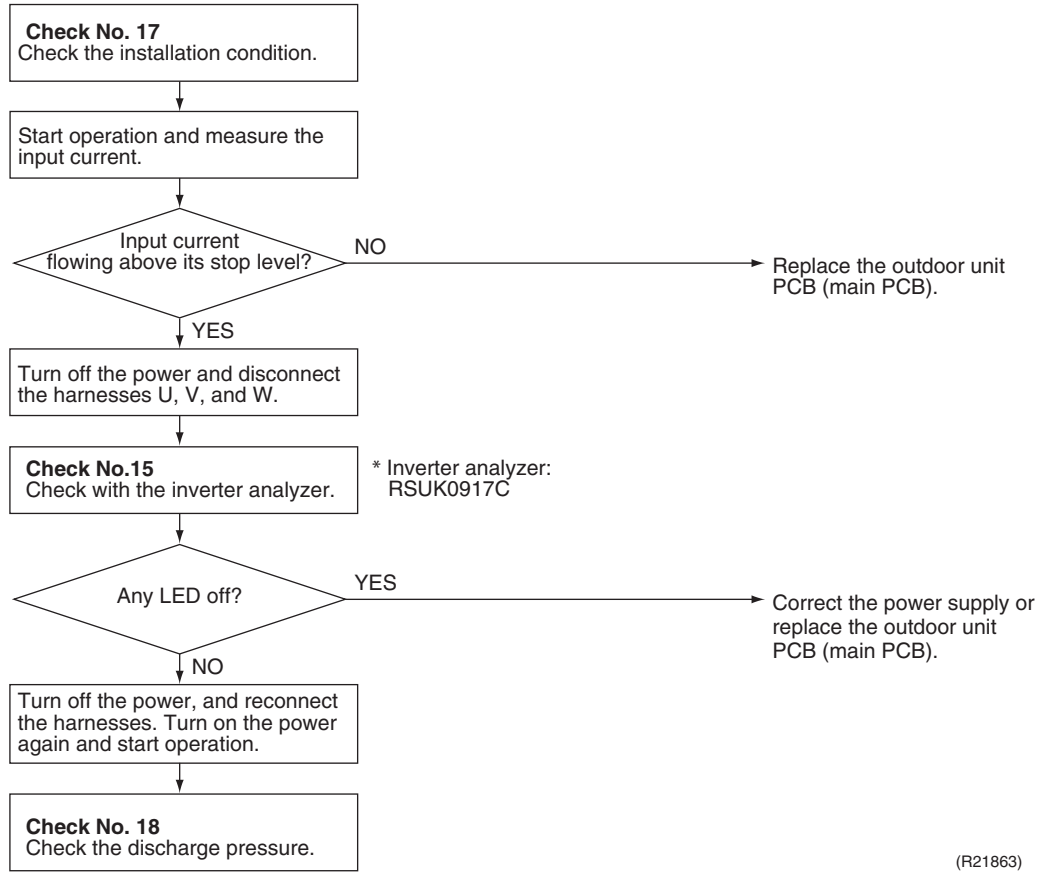 Check No. 17
Check the installation condition.
Start operation and measure the
input current.
Input current
flowing above its stop level?
NO
Replace the outdoor unit
PCB (main PCB).
YES
Turn off the power and disconnect
the harnesses U, V, and W.
Check No.15
Check with the inverter analyzer.
* Inverter analyzer:
RSUK0917C
Any LED off?
YES
Correct the power supply or
replace the outdoor unit
PCB (main PCB).
NO
Turn off the power, and reconnect
the harnesses. Turn on the power
again and start operation.
Check No. 18
Check the discharge pressure.
(R21863)